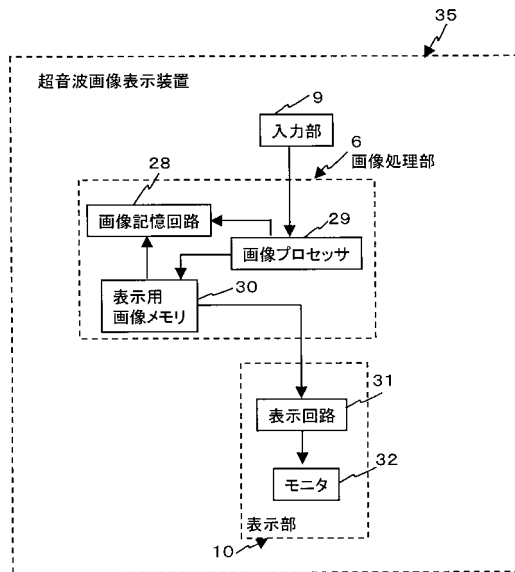 35
超音波画像表示装置
9
入力部
6
画像処理部
28
画像記憶回路
29
画像プロセッサ
30
表示用
画像メモリ
31
表示回路
32
モニタ
表示部
10